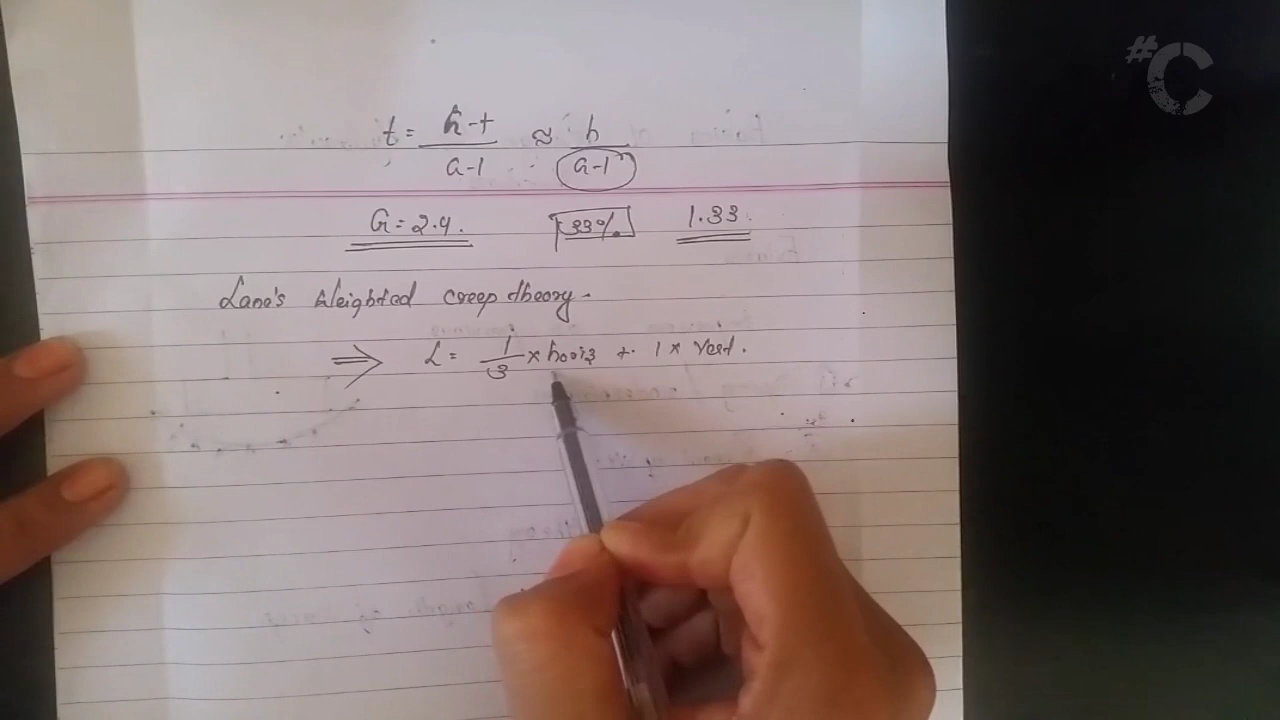 #C
t = h-t / G-1 ≈ h / G-1
G = 2.4. 33%. 1.33.
Lane's Weighted Creep theory-
⇒ L = 1/3 × horiz + 1 × Vert.